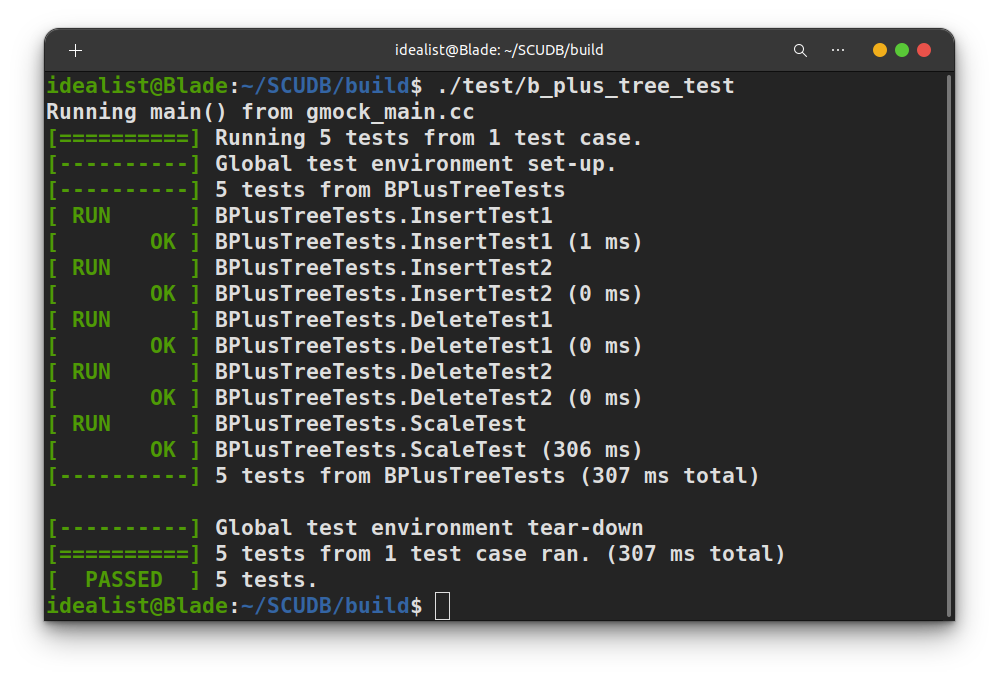 idealist@Blade: ~/SCUDB/build
idealist@Blade:~/SCUDB/build$ ./test/b_plus_tree_test
Running main() from gmock_main.cc
[==========] Running 5 tests from 1 test case.
[----------] Global test environment set-up.
[----------] 5 tests from BPlusTreeTests
[ RUN      ] BPlusTreeTests.InsertTest1
[       OK ] BPlusTreeTests.InsertTest1 (1 ms)
[ RUN      ] BPlusTreeTests.InsertTest2
[       OK ] BPlusTreeTests.InsertTest2 (0 ms)
[ RUN      ] BPlusTreeTests.DeleteTest1
[       OK ] BPlusTreeTests.DeleteTest1 (0 ms)
[ RUN      ] BPlusTreeTests.DeleteTest2
[       OK ] BPlusTreeTests.DeleteTest2 (0 ms)
[ RUN      ] BPlusTreeTests.ScaleTest
[       OK ] BPlusTreeTests.ScaleTest (306 ms)
[----------] 5 tests from BPlusTreeTests (307 ms total)
[----------] Global test environment tear-down
[==========] 5 tests from 1 test case ran. (307 ms total)
[  PASSED  ] 5 tests.
idealist@Blade:~/SCUDB/build$